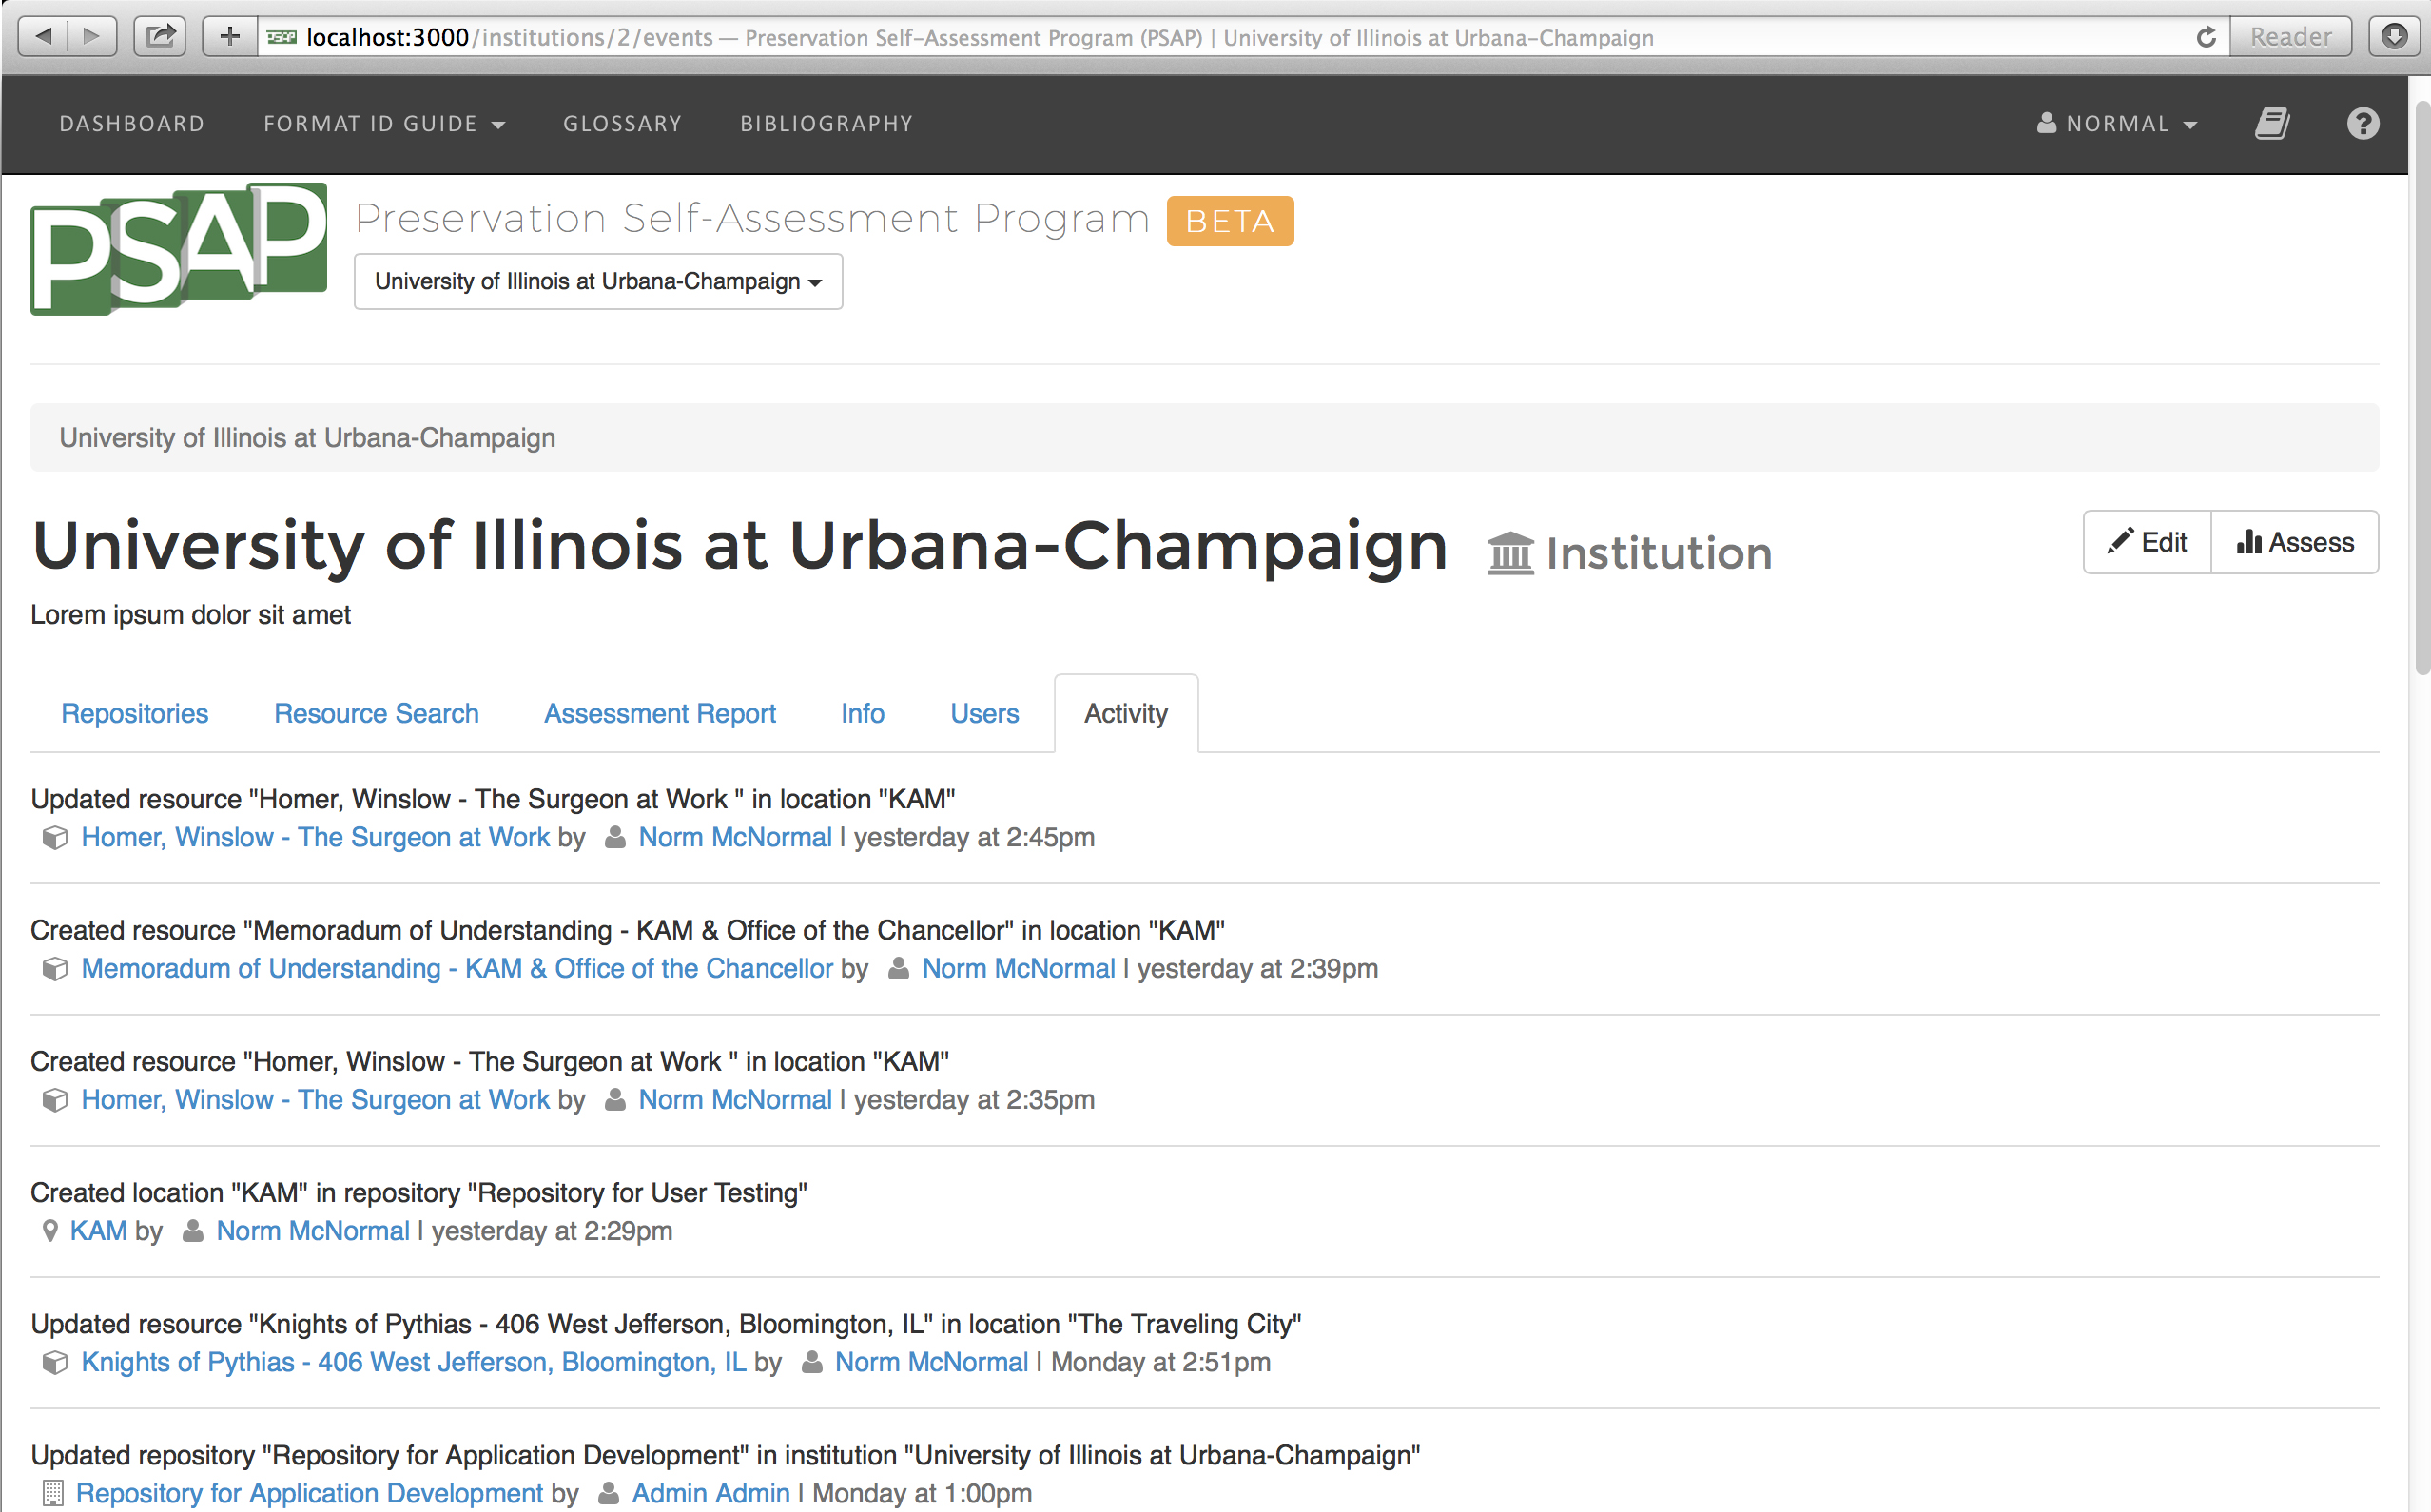 localhost:3000/institutions/2/events — Preservation Self-Assessment Program (PSAP) | University of Illinois at Urbana-Champaign
Reader
DASHBOARD FORMAT ID GUIDE GLOSSARY BIBLIOGRAPHY NORMAL
PSAP
Preservation Self-Assessment Program BETA
University of Illinois at Urbana-Champaign
University of Illinois at Urbana-Champaign
University of Illinois at Urbana-Champaign Institution
Edit Assess
Lorem ipsum dolor sit amet
Repositories Resource Search Assessment Report Info Users Activity
Updated resource "Homer, Winslow - The Surgeon at Work " in location "KAM"
Homer, Winslow - The Surgeon at Work by Norm McNormal | yesterday at 2:45pm
Created resource "Memoradum of Understanding - KAM & Office of the Chancellor" in location "KAM"
Memoradum of Understanding - KAM & Office of the Chancellor by Norm McNormal | yesterday at 2:39pm
Created resource "Homer, Winslow - The Surgeon at Work " in location "KAM"
Homer, Winslow - The Surgeon at Work by Norm McNormal | yesterday at 2:35pm
Created location "KAM" in repository "Repository for User Testing"
KAM by Norm McNormal | yesterday at 2:29pm
Updated resource "Knights of Pythias - 406 West Jefferson, Bloomington, IL" in location "The Traveling City"
Knights of Pythias - 406 West Jefferson, Bloomington, IL by Norm McNormal | Monday at 2:51pm
Updated repository "Repository for Application Development" in institution "University of Illinois at Urbana-Champaign"
Repository for Application Development by Admin Admin | Monday at 1:00pm